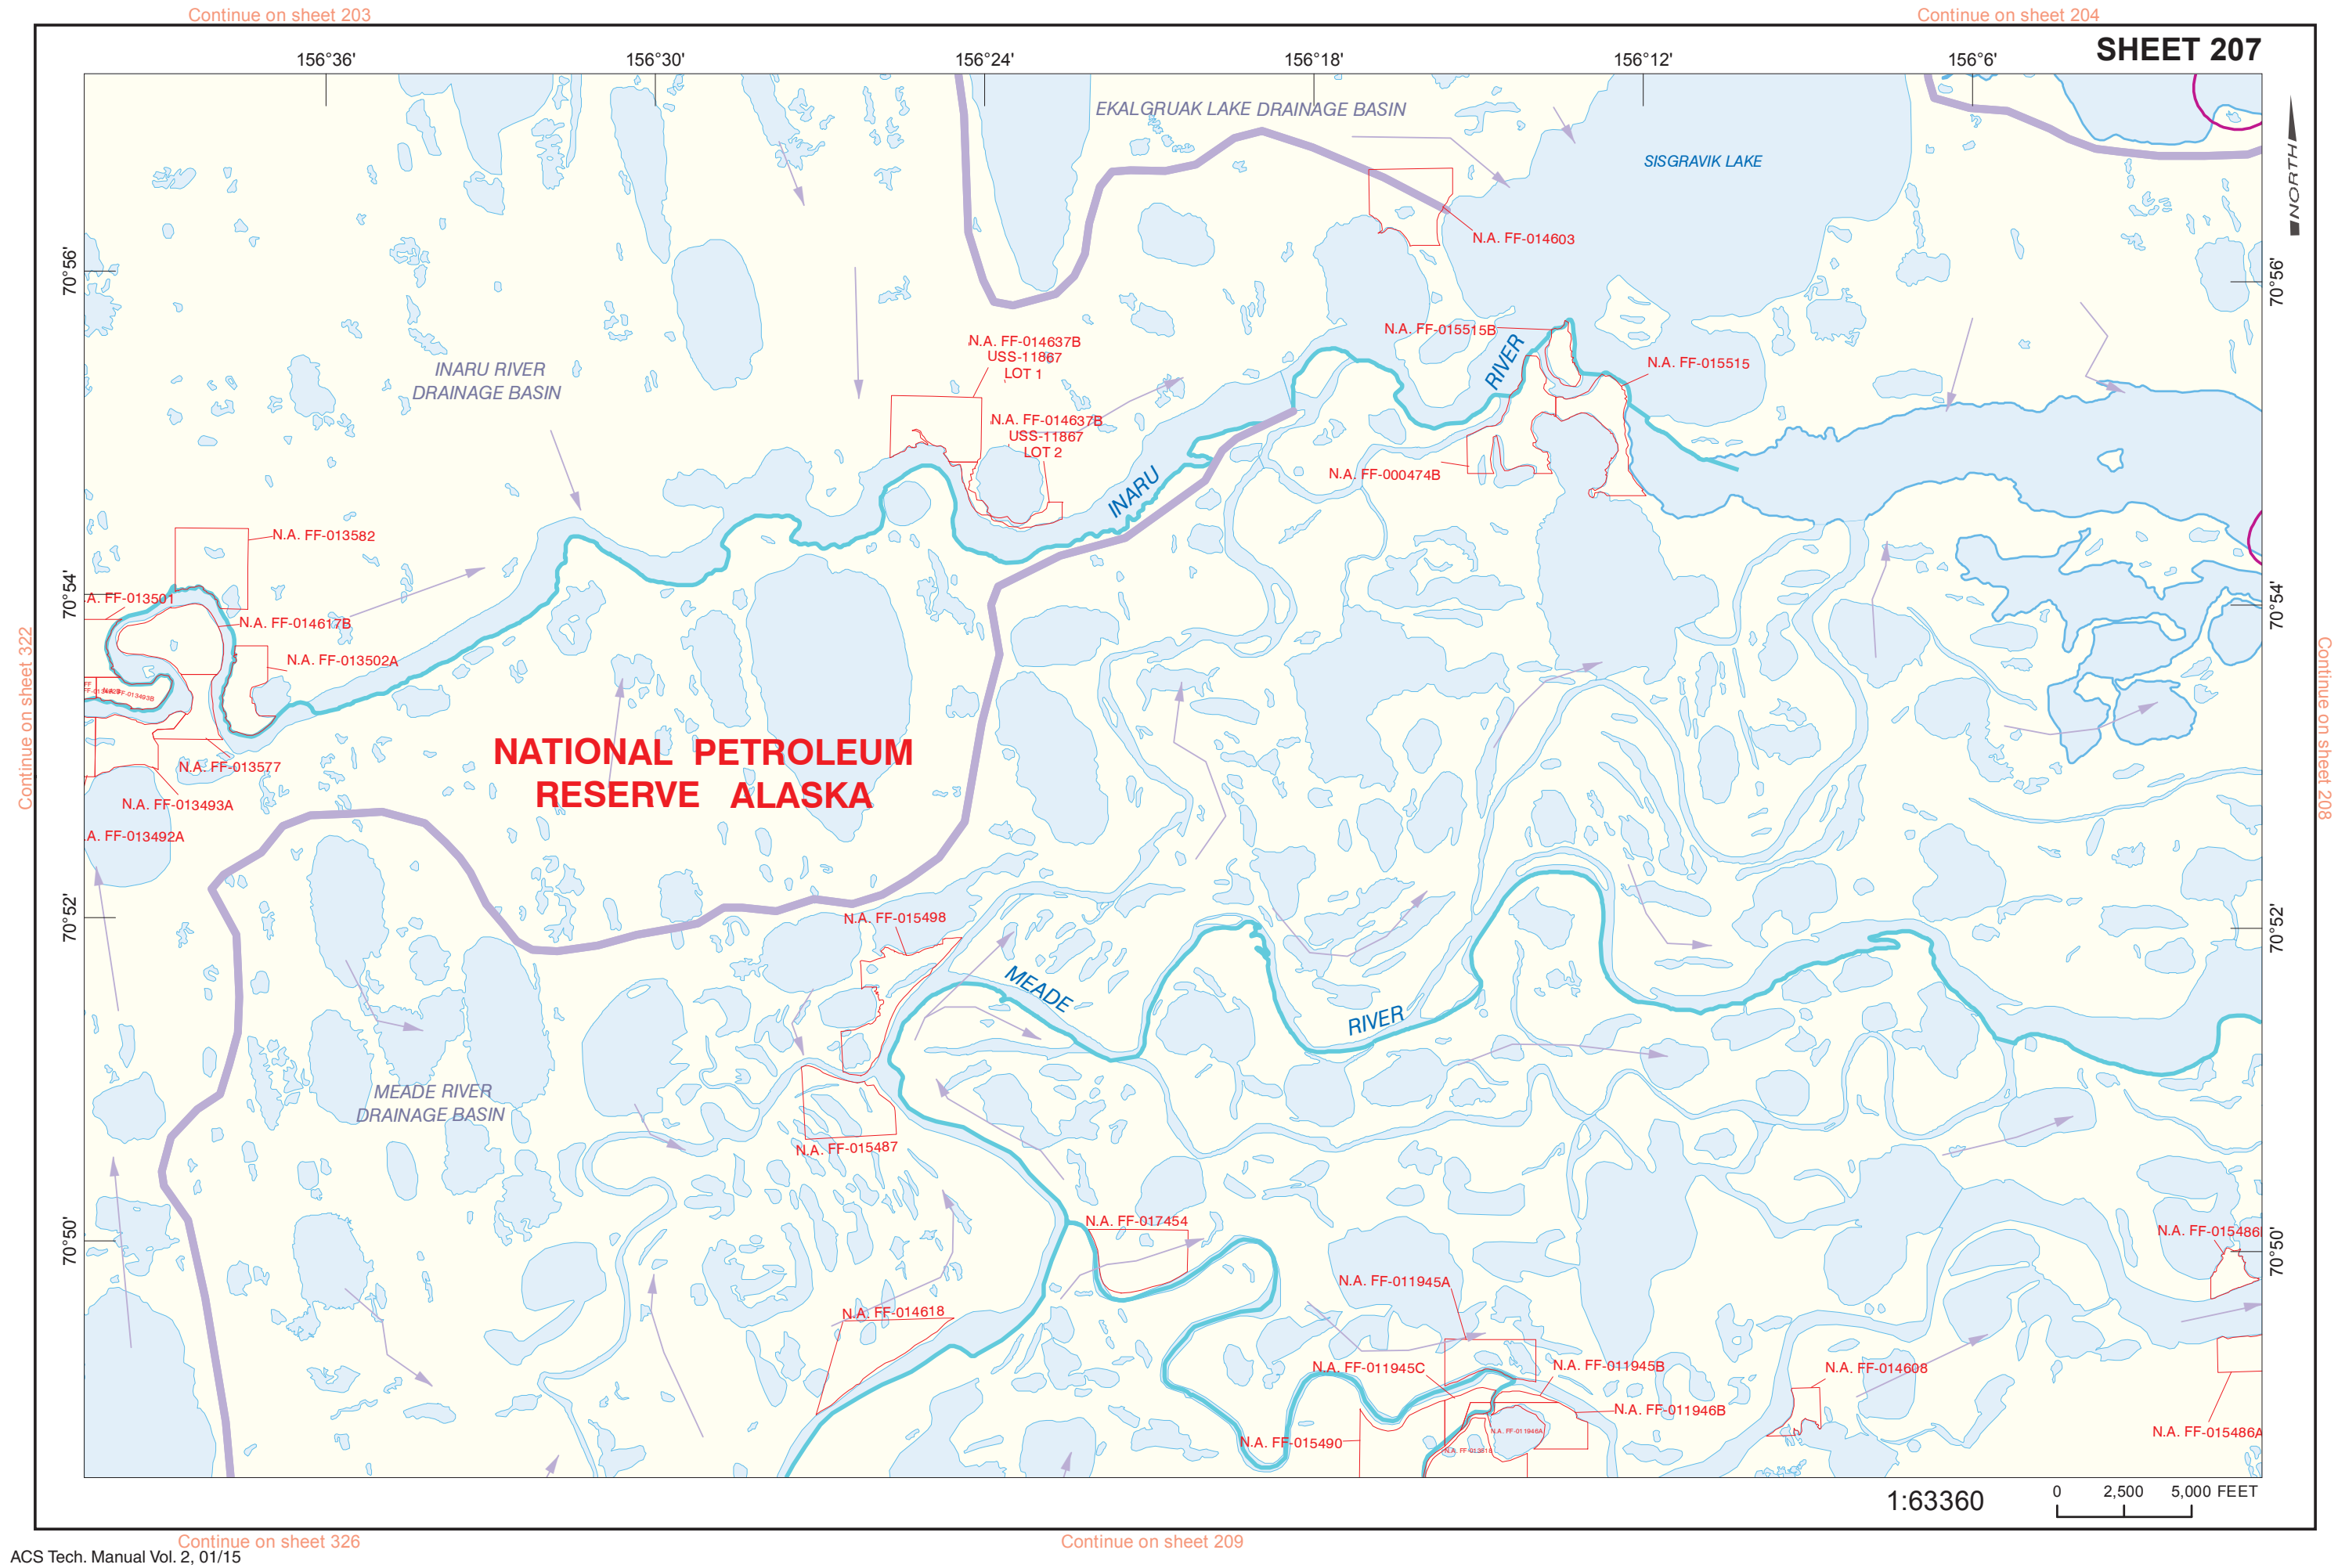 Continue on sheet 203
Continue on sheet 204
SHEET 207
156°36'
156°30'
156°24'
156°18'
156°12'
156°6'
EKALGRUAK LAKE DRAINAGE BASIN
SISGRAVIK LAKE
NORTH
N.A. FF-014603
70°56'
70°56'
N.A. FF-015515B
RIVER
N.A. FF-015515
N.A. FF-014637B
USS-11867
LOT 1
INARU RIVER
DRAINAGE BASIN
N.A. FF-014637B
USS-11867
LOT 2
N.A. FF-000474B
INARU
N.A. FF-013582
70°54'
70°54'
A. FF-013501
N.A. FF-014617B
N.A. FF-013502A
N.A. FF-013493B
Continue on sheet 322
Continue on sheet 208
NATIONAL PETROLEUM
RESERVE ALASKA
N.A. FF-013577
N.A. FF-013493A
A. FF-013492A
70°52'
70°52'
N.A. FF-015498
MEADE
RIVER
MEADE RIVER
DRAINAGE BASIN
N.A. FF-015487
70°50'
70°50'
N.A. FF-017454
N.A. FF-015486
N.A. FF-011945A
N.A. FF-014618
N.A. FF-011945C
N.A. FF-011945B
N.A. FF-014608
N.A. FF-011946B
N.A. FF-011946A
N.A. FF-015490
N.A. FF-015486A
1:63360
0 2,500 5,000 FEET
Continue on sheet 326
Continue on sheet 209
ACS Tech. Manual Vol. 2, 01/15